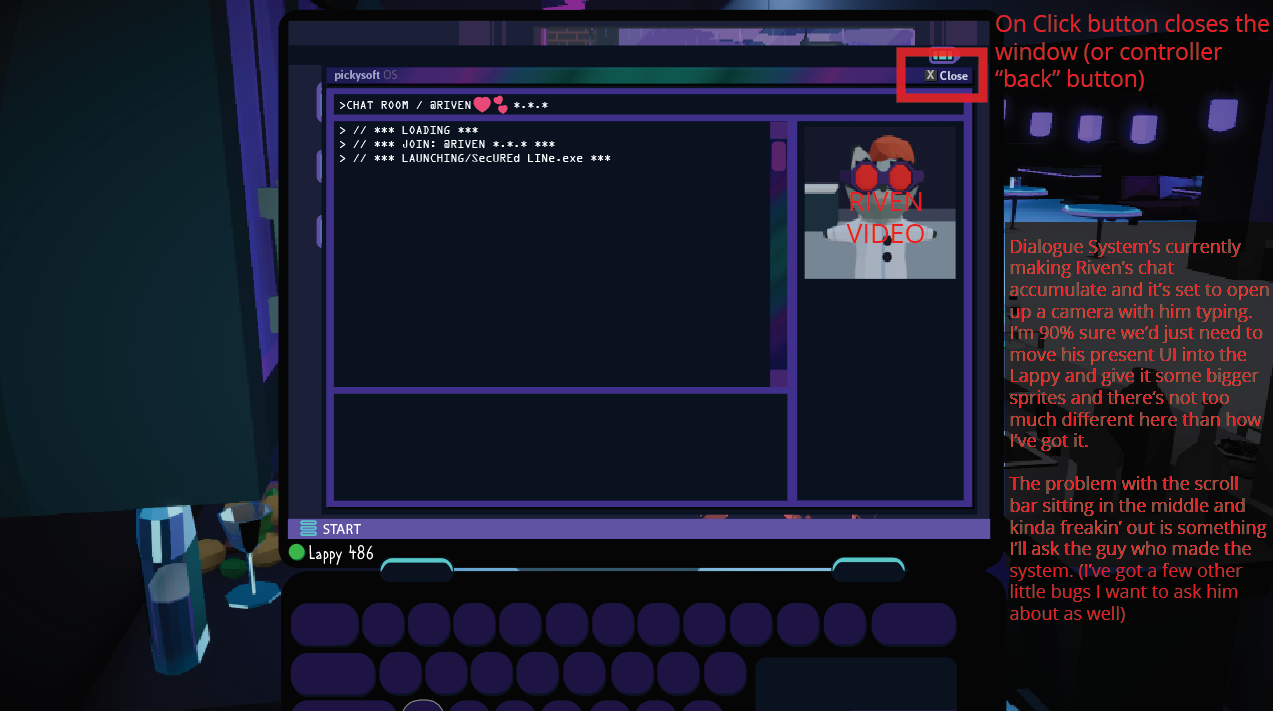 On Click button closes the
window (or controller
“back” button)
pickysoft OS
X Close
>CHAT ROOM / @RIVEN *.*.*
> // *** LOADING ***
> // *** JOIN: @RIVEN *.*.* ***
> // *** LAUNCHING/SecUREd LINe.exe ***
RIVEN
VIDEO
Dialogue System's currently
making Riven's chat
accumulate and it's set to open
up a camera with him typing.
I'm 90% sure we'd just need to
move his present UI into the
Lappy and give it some bigger
sprites and there's not too
much different here than how
I've got it.
The problem with the scroll
bar sitting in the middle and
kinda freakin' out is something
I'll ask the guy who made the
system. (I've got a few other
little bugs I want to ask him
about as well)
START
Lappy 486